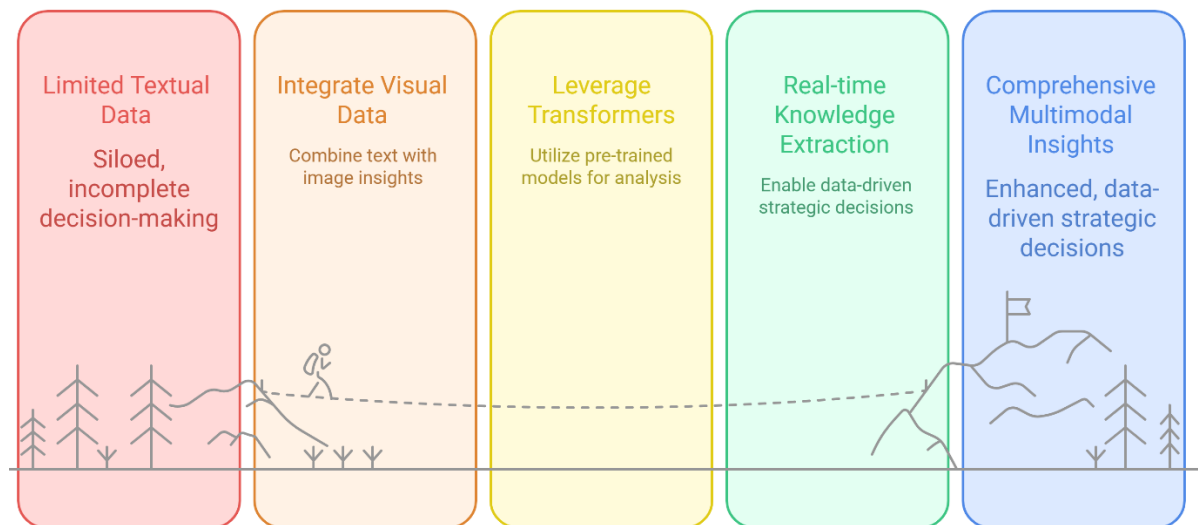 Limited Textual
Data
Siloed,
incomplete
decision-making
Integrate Visual
Data
Combine text with
image insights
Leverage
Transformers
Utilize pre-trained
models for analysis
Real-time
Knowledge
Extraction
Enable data-driven
strategic decisions
Comprehensive
Multimodal
Insights
Enhanced, data-
driven strategic
decisions